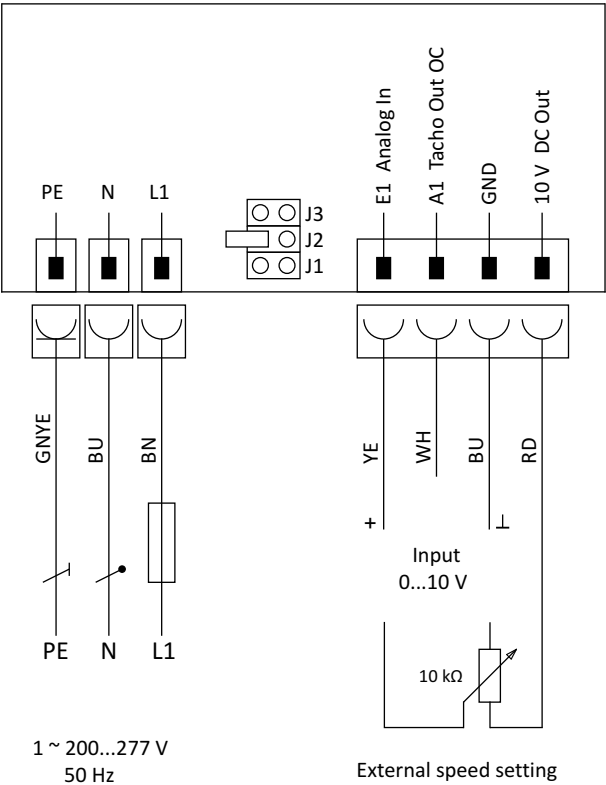 PE N L1
J3
J2
J1
E1 Analog In
A1 Tacho Out OC
GND
10 V DC Out
GNYE
BU
BN
YE
WH
BU
RD
+
Input
0...10 V
PE N L1
10 kΩ
1 ~ 200...277 V
50 Hz
External speed setting